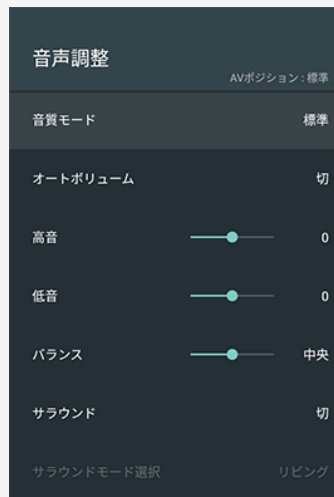 音声調整
AVポジション : 標準
音質モード 標準
オートボリューム 切
高音 0
低音 0
バランス 中央
サラウンド 切
サラウンドモード選択 リビング